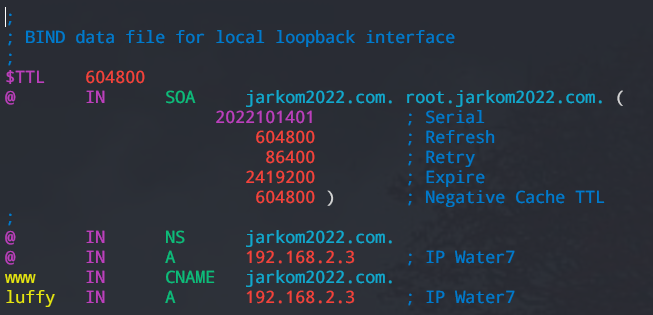 ;
; BIND data file for local loopback interface
;
$TTL    604800
@       IN      SOA     jarkom2022.com. root.jarkom2022.com. (
                     2022101401         ; Serial
                         604800         ; Refresh
                          86400         ; Retry
                        2419200         ; Expire
                         604800 )       ; Negative Cache TTL
;
@       IN      NS      jarkom2022.com.
@       IN      A       192.168.2.3     ; IP Water7
www     IN      CNAME   jarkom2022.com.
luffy   IN      A       192.168.2.3     ; IP Water7